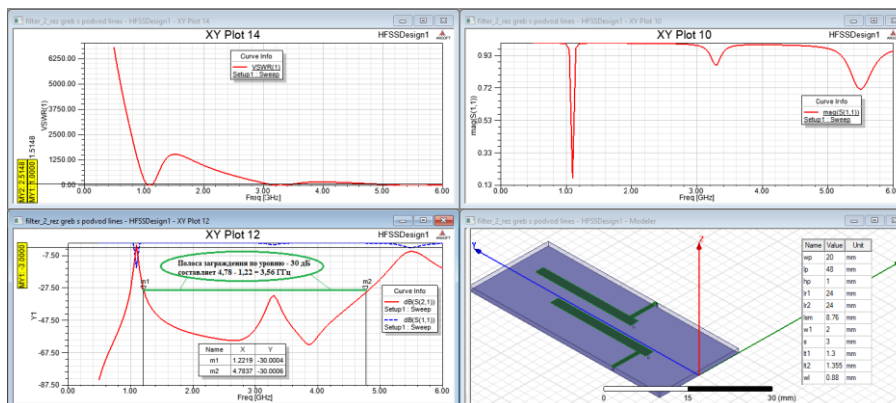 filter_2_rez greb s podvod lines - HFSSDesign1 - XY Plot 14
XY Plot 14
HFSSDesign1
ANSOFT
Curve Info
VSWR(1)
Setup1 : Sweep
6250.00
5000.00
3750.00
2500.00
1250.00
0.00
VSWR(1)
1.5148
MY2: 2.5148
MY1: 1.0000
0.00
1.00
2.00
3.00
4.00
5.00
6.00
Freq [GHz]
filter_2_rez greb s podvod lines - HFSSDesign1 - XY Plot 10
XY Plot 10
HFSSDesign1
ANSOFT
0.93
0.72
0.53
0.33
0.13
mag(S(1,1))
Curve Info
mag(S(1,1))
Setup1 : Sweep
0.00
1.00
2.00
3.00
4.00
5.00
6.00
Freq [GHz]
filter_2_rez greb s podvod lines - HFSSDesign1 - XY Plot 12
XY Plot 12
HFSSDesign1
ANSOFT
MY1: -3.0000
-7.50
-27.50
-47.50
-67.50
-87.50
Y1
Полоса заграждения по уровню - 30 дБ
составляет 4,78 - 1,22 = 3,56 ГГц
m1
m2
Curve Info
dB(S(2,1))
Setup1 : Sweep
dB(S(1,1))
Setup1 : Sweep
Name X Y
m1 1.2219 -30.0004
m2 4.7837 -30.0006
0.00
1.00
2.00
3.00
4.00
5.00
6.00
Freq [GHz]
filter_2_rez greb s podvod lines - HFSSDesign1 - Modeler
Name Value Unit
wp 20 mm
lp 48 mm
hp 1 mm
lr1 24 mm
lr2 24 mm
lsm 8.76 mm
w1 2 mm
s 3 mm
lt1 1.3 mm
lt2 1.355 mm
wl 0.88 mm
Z
Y
0
15
30 (mm)